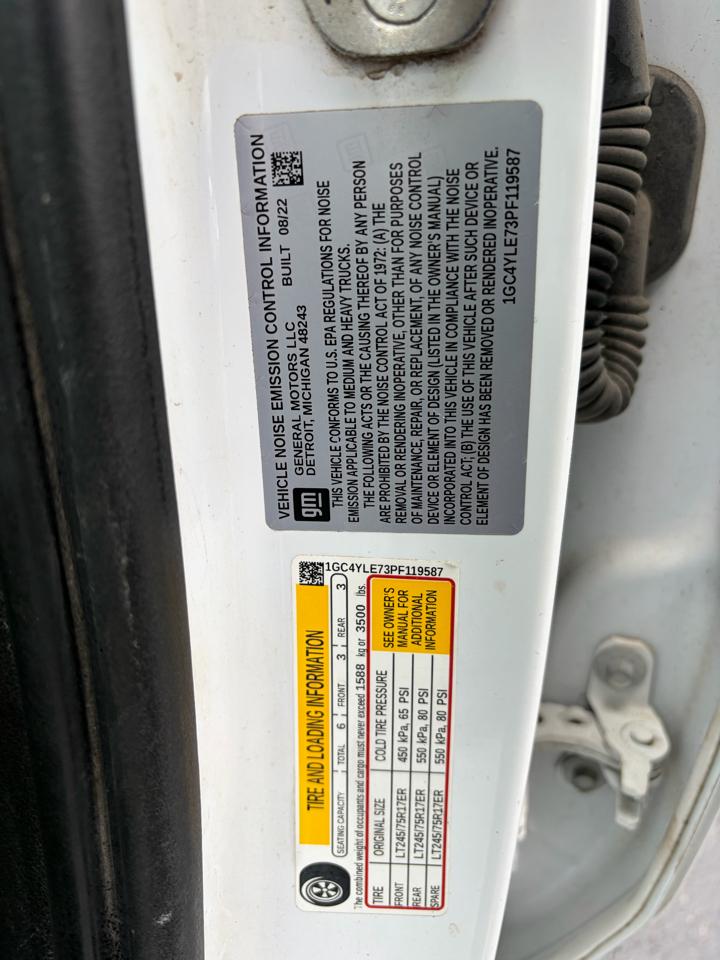 VEHICLE NOISE EMISSION CONTROL INFORMATION
gm
GENERAL MOTORS LLC
DETROIT, MICHIGAN 48243 BUILT 08/22
THIS VEHICLE CONFORMS TO U.S. EPA REGULATIONS FOR NOISE
EMISSION APPLICABLE TO MEDIUM AND HEAVY TRUCKS.
THE FOLLOWING ACTS OR THE CAUSING THEREOF BY ANY PERSON
ARE PROHIBITED BY THE NOISE CONTROL ACT OF 1972: (A) THE
REMOVAL OR RENDERING INOPERATIVE, OTHER THAN FOR PURPOSES
OF MAINTENANCE, REPAIR, OR REPLACEMENT, OF ANY NOISE CONTROL
DEVICE OR ELEMENT OF DESIGN (LISTED IN THE OWNER'S MANUAL)
INCORPORATED INTO THIS VEHICLE IN COMPLIANCE WITH THE NOISE
CONTROL ACT; (B) THE USE OF THIS VEHICLE AFTER SUCH DEVICE OR
ELEMENT OF DESIGN HAS BEEN REMOVED OR RENDERED INOPERATIVE.
1GC4YLE73PF119587
TIRE AND LOADING INFORMATION
SEATING CAPACITY TOTAL 6 FRONT 3 REAR 3
The combined weight of occupants and cargo must never exceed 1588 kg or 3500 lbs.
TIRE ORIGINAL SIZE COLD TIRE PRESSURE
FRONT LT245/75R17ER 450 kPa, 65 PSI
REAR LT245/75R17ER 550 kPa, 80 PSI
SPARE LT245/75R17ER 550 kPa, 80 PSI
SEE OWNER'S
MANUAL FOR
ADDITIONAL
INFORMATION
1GC4YLE73PF119587